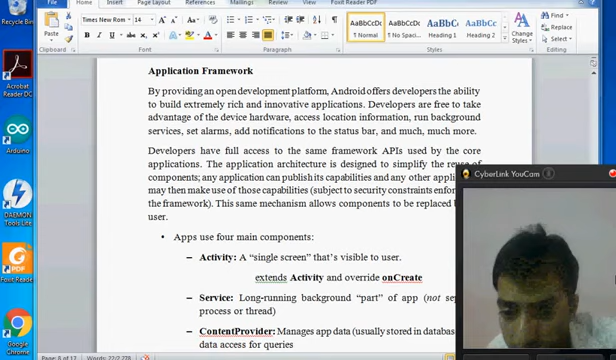 Home Insert Page Layout References Mailings Review View Foxit Reader PDF
Recycle Bin
Paste
Times New Rom 14
AaBbCcDc AaBbCcDc AaBbC AaBbCc
Normal No Spaci... Heading 1 Heading 2
Change Styles
Find
Replace
Select
Clipboard Font Paragraph Styles Editing
Application Framework
By providing an open development platform, Android offers developers the ability
to build extremely rich and innovative applications. Developers are free to take
advantage of the device hardware, access location information, run background
services, set alarms, add notifications to the status bar, and much, much more.
Developers have full access to the same framework APIs used by the core
applications. The application architecture is designed to simplify the reuse of
components; any application can publish its capabilities and any other applic
may then make use of those capabilities (subject to security constraints enfor
the framework). This same mechanism allows components to be replaced b
user.
• Apps use four main components:
– Activity: A “single screen” that’s visible to user.
extends Activity and override onCreate
– Service: Long-running background “part” of app (not sep
process or thread)
– ContentProvider: Manages app data (usually stored in databas
data access for queries
Acrobat Reader DC
Arduino
DAEMON Tools Lite
Foxit Reader
Google Chrome
CyberLink YouCam
Page: 8 of 12 Words: 22/2,278